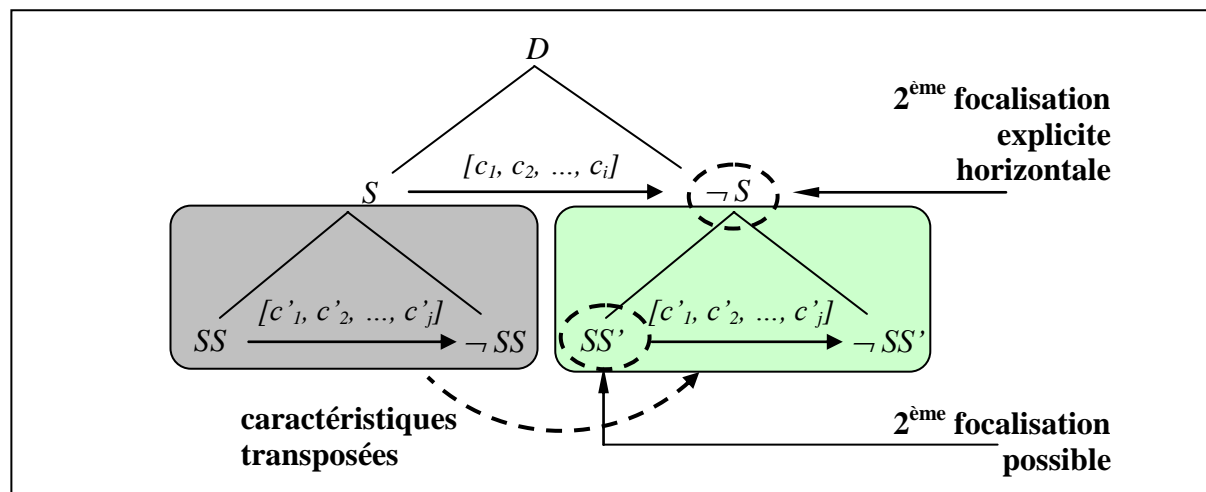 D
2ème focalisation
explicite
horizontale
[c1, c2, ..., ci]
S
¬ S
[c’1, c’2, ..., c’j]
[c’1, c’2, ..., c’j]
SS
¬ SS
SS’
¬ SS’
caractéristiques
transposées
2ème focalisation
possible